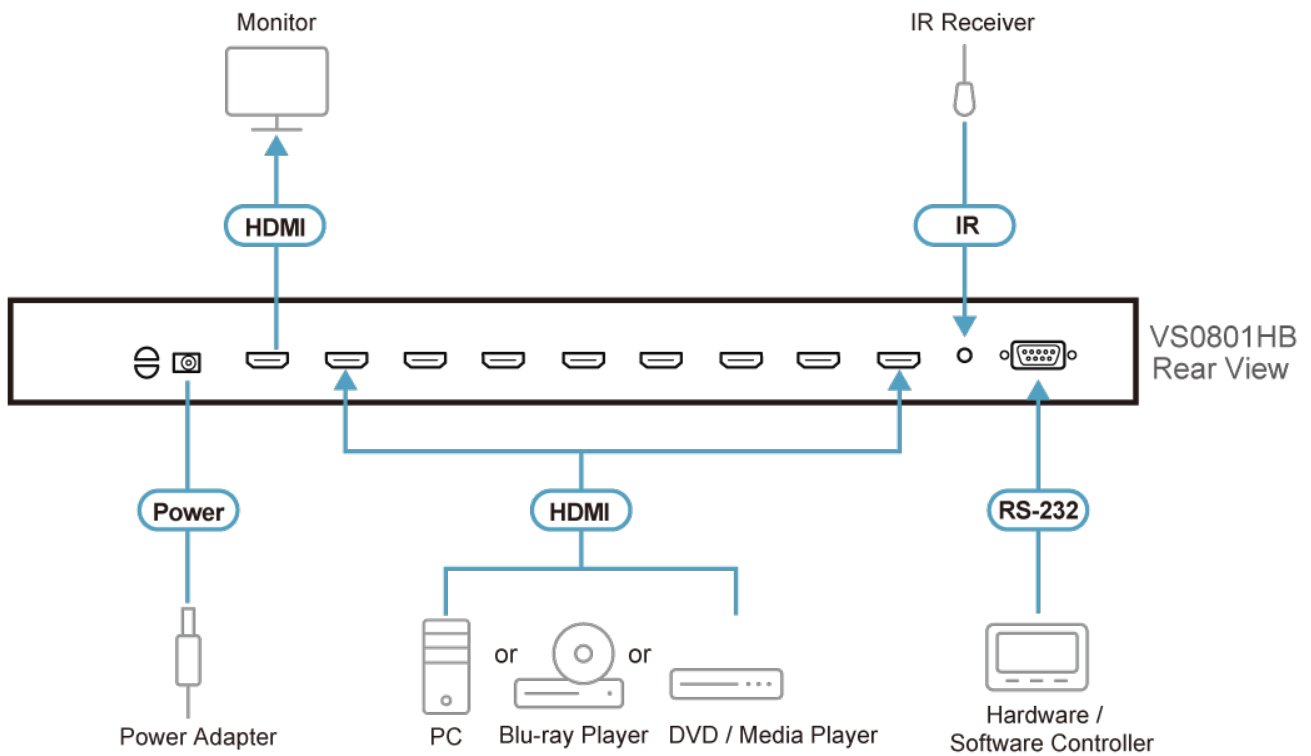 Monitor
IR Receiver
HDMI
IR
VS0801HB
Rear View
Power
HDMI
RS-232
or
or
Power Adapter
PC
Blu-ray Player
DVD / Media Player
Hardware /
Software Controller